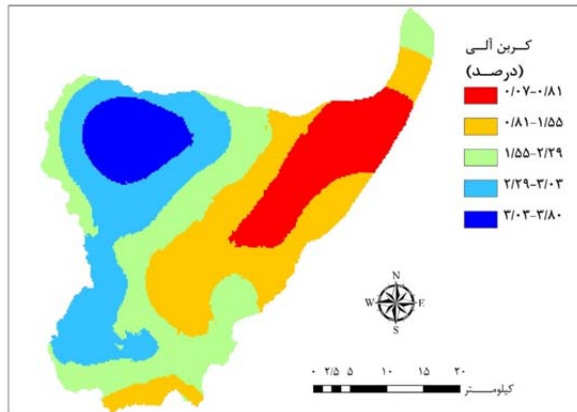 کربن آلی
(درصد)
۰/۰۷-۰/۸۱
۰/۸۱-۱/۵۵
۱/۵۵-۲/۲۹
۲/۲۹-۳/۰۳
۳/۰۳-۳/۸۰
N
W E
S
۰ ۲/۵ ۵ ۱۰ ۱۵ ۲۰
کیلومتر